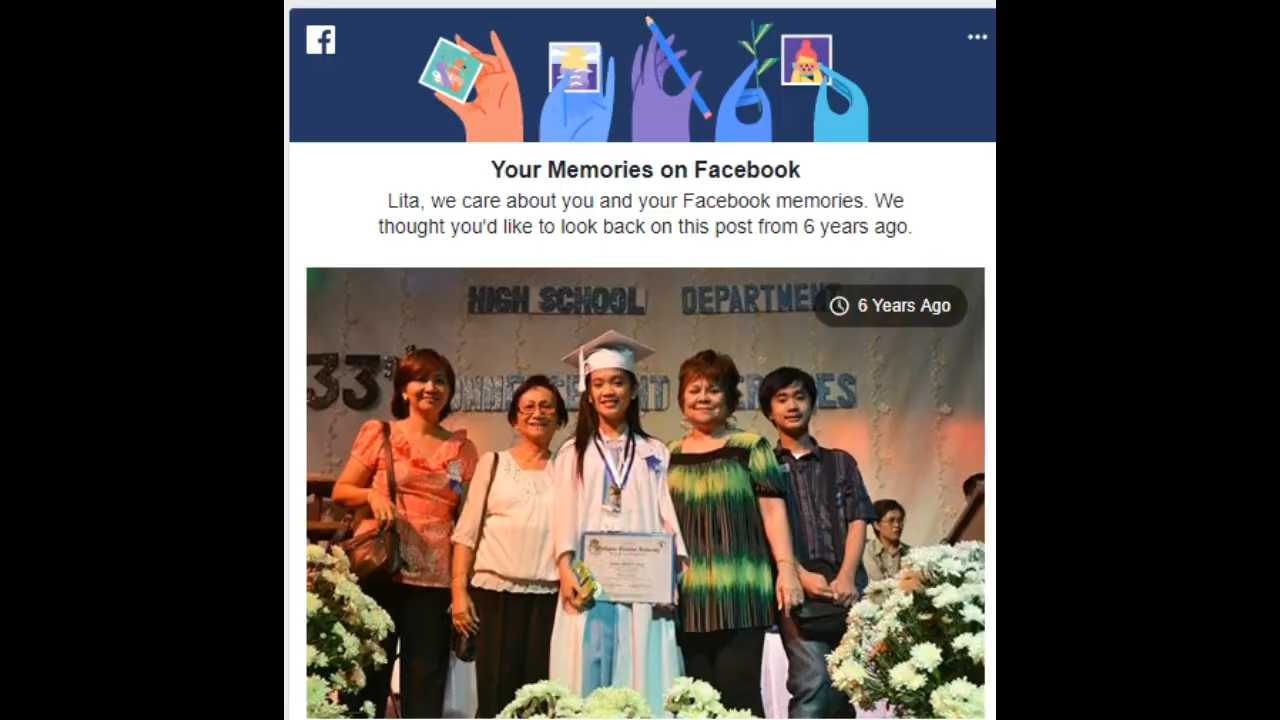 Your Memories on Facebook
Lita, we care about you and your Facebook memories. We
thought you'd like to look back on this post from 6 years ago.
6 Years Ago
HIGH SCHOOL DEPARTMENT
33